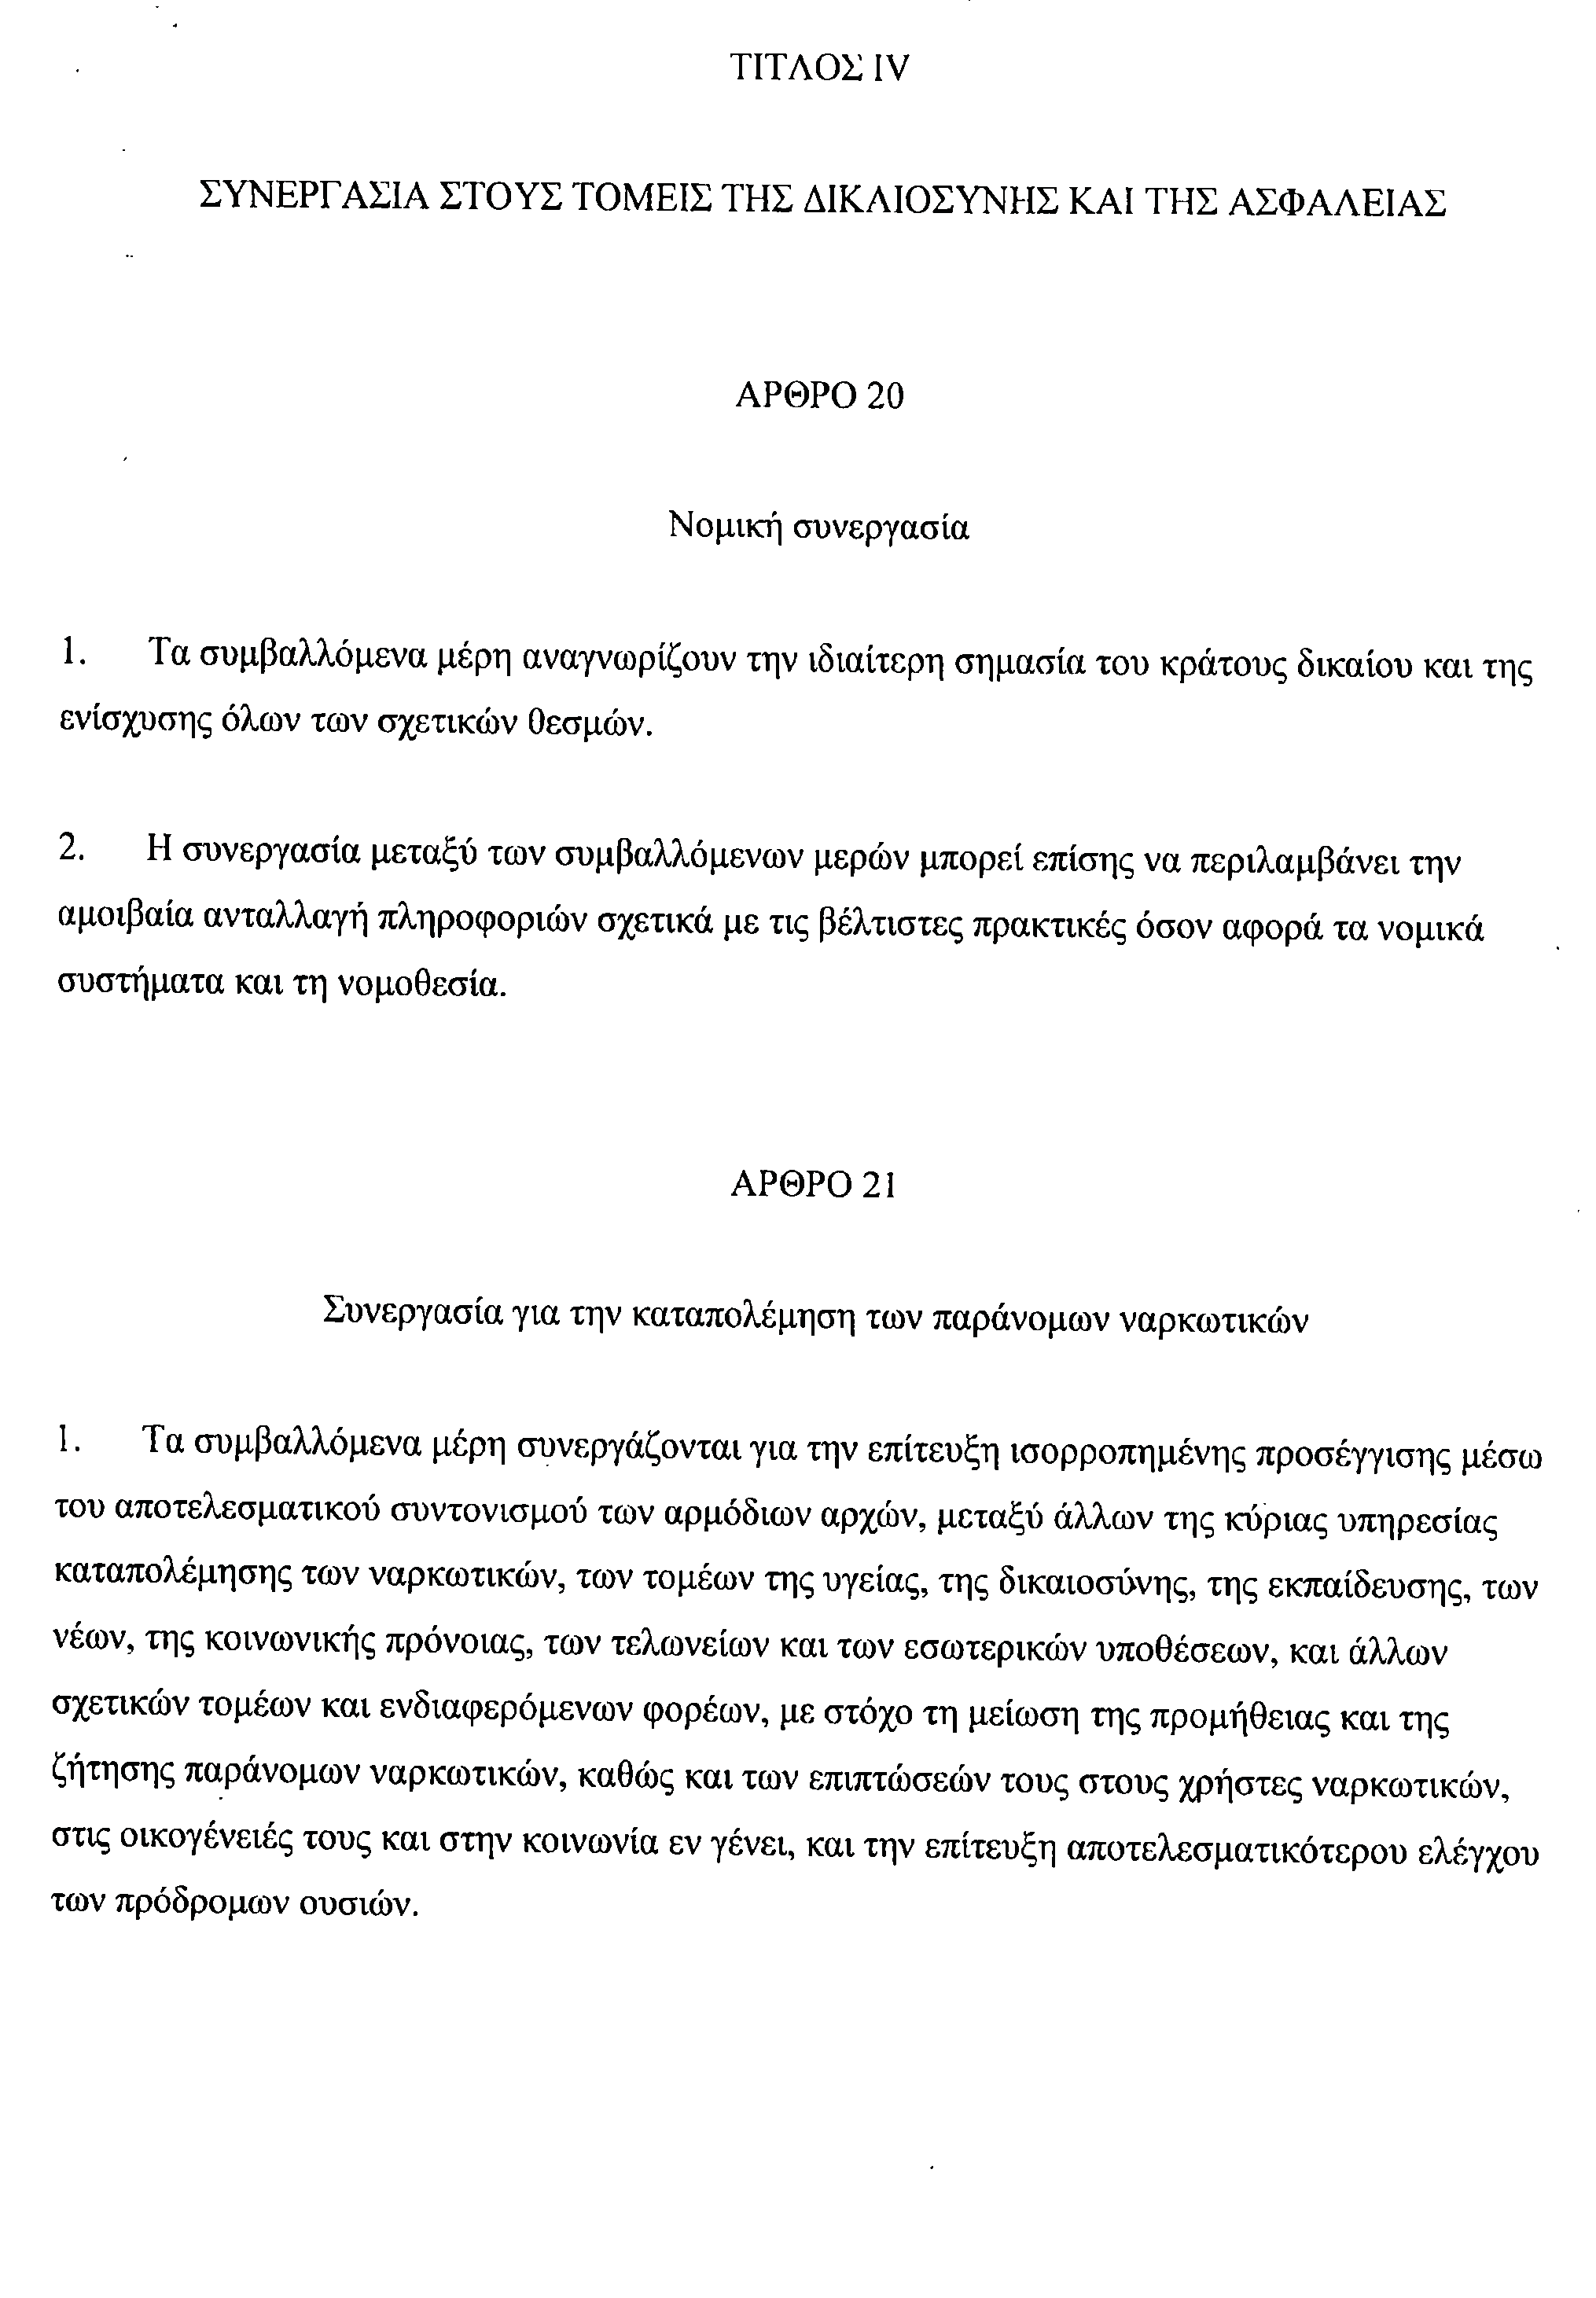 ΤΙΤΛΟΣ IV
ΣΥΝΕΡΓΑΣΙΑ ΣΤΟΥΣ ΤΟΜΕΙΣ ΤΗΣ ΔΙΚΑΙΟΣΥΝΗΣ ΚΑΙ ΤΗΣ ΑΣΦΑΛΕΙΑΣ
ΑΡΘΡΟ 20
Νομική συνεργασία
1. Τα συμβαλλόμενα μέρη αναγνωρίζουν την ιδιαίτερη σημασία του κράτους δικαίου και της
ενίσχυσης όλων των σχετικών θεσμών.
2. Η συνεργασία μεταξύ των συμβαλλόμενων μερών μπορεί επίσης να περιλαμβάνει την
αμοιβαία ανταλλαγή πληροφοριών σχετικά με τις βέλτιστες πρακτικές όσον αφορά τα νομικά
συστήματα και τη νομοθεσία.
ΑΡΘΡΟ 21
Συνεργασία για την καταπολέμηση των παράνομων ναρκωτικών
1. Τα συμβαλλόμενα μέρη συνεργάζονται για την επίτευξη ισορροπημένης προσέγγισης μέσω
του αποτελεσματικού συντονισμού των αρμόδιων αρχών, μεταξύ άλλων της κύριας υπηρεσίας
καταπολέμησης των ναρκωτικών, των τομέων της υγείας, της δικαιοσύνης, της εκπαίδευσης, των
νέων, της κοινωνικής πρόνοιας, των τελωνείων και των εσωτερικών υποθέσεων, και άλλων
σχετικών τομέων και ενδιαφερόμενων φορέων, με στόχο τη μείωση της προμήθειας και της
ζήτησης παράνομων ναρκωτικών, καθώς και των επιπτώσεών τους στους χρήστες ναρκωτικών,
στις οικογένειές τους και στην κοινωνία εν γένει, και την επίτευξη αποτελεσματικότερου ελέγχου
των πρόδρομων ουσιών.